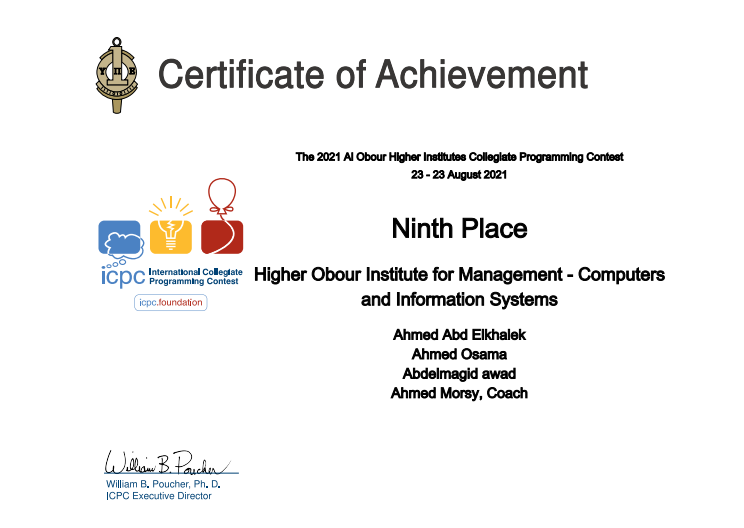 Certificate of Achievement
The 2021 Al Obour Higher Institutes Collegiate Programming Contest
23 - 23 August 2021
Ninth Place
icpc International Collegiate
Programming Contest
icpc.foundation
Higher Obour Institute for Management - Computers
and Information Systems
Ahmed Abd Elkhalek
Ahmed Osama
Abdelmagid awad
Ahmed Morsy, Coach
William B. Poucher
William B. Poucher, Ph. D.
ICPC Executive Director